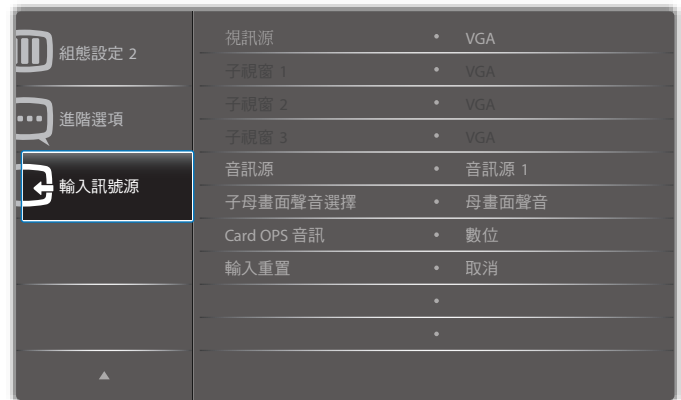 組態設定 2
進階選項
輸入訊號源
視訊源 • VGA
子視窗 1 • VGA
子視窗 2 • VGA
子視窗 3 • VGA
音訊源 • 音訊源 1
子母畫面聲音選擇 • 母畫面聲音
Card OPS 音訊 • 數位
輸入重置 • 取消